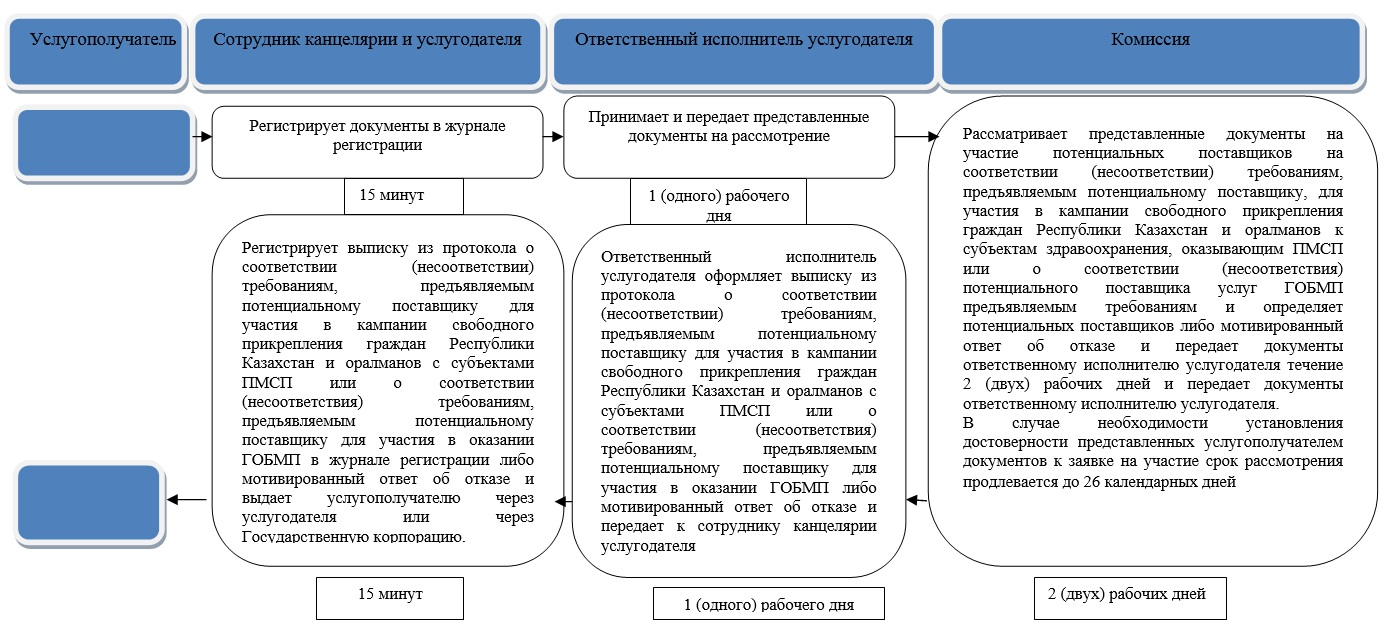 Услугополучатель
Сотрудник канцелярии и услугодателя
Ответственный исполнитель услугодателя
Комиссия
Регистрирует документы в журнале
регистрации
15 минут
Принимает и передает представленные
документы на рассмотрение
1 (одного) рабочего
дня
Рассматривает представленные документы на
участие потенциальных поставщиков на
соответствии (несоответствии) требованиям,
предъявляемым потенциальному поставщику, для
участия в кампании свободного прикрепления
граждан Республики Казахстан и оралманов к
субъектам здравоохранения, оказывающим ПМСП
или о соответствии (несоответствия)
потенциального поставщика услуг ГОБМП
предъявляемым требованиям и определяет
потенциальных поставщиков либо мотивированный
ответ об отказе и передает документы
ответственному исполнителю услугодателя течение
2 (двух) рабочих дней и передает документы
ответственному исполнителю услугодателя.
В случае необходимости установления
достоверности представленных услугополучателем
документов к заявке на участие срок рассмотрения
продлевается до 26 календарных дней
2 (двух) рабочих дней
Ответственный исполнитель
услугодателя оформляет выписку из
протокола о соответствии
(несоответствии) требованиям,
предъявляемым потенциальному
поставщику для участия в кампании
свободного прикрепления граждан
Республики Казахстан и оралманов с
субъектами ПМСП или о
соответствии (несоответствия)
требованиям, предъявляемым
потенциальному поставщику для
участия в оказании ГОБМП либо
мотивированный ответ об отказе и
передает к сотруднику канцелярии
услугодателя
1 (одного) рабочего дня
Регистрирует выписку из протокола о
соответствии (несоответствии)
требованиям, предъявляемым
потенциальному поставщику для
участия в кампании свободного
прикрепления граждан Республики
Казахстан и оралманов с субъектами
ПМСП или о соответствии
(несоответствия) требованиям,
предъявляемым потенциальному
поставщику для участия в оказании
ГОБМП в журнале регистрации либо
мотивированный ответ об отказе и
выдает услугополучателю через
услугодателя или через
Государственную корпорацию.
15 минут